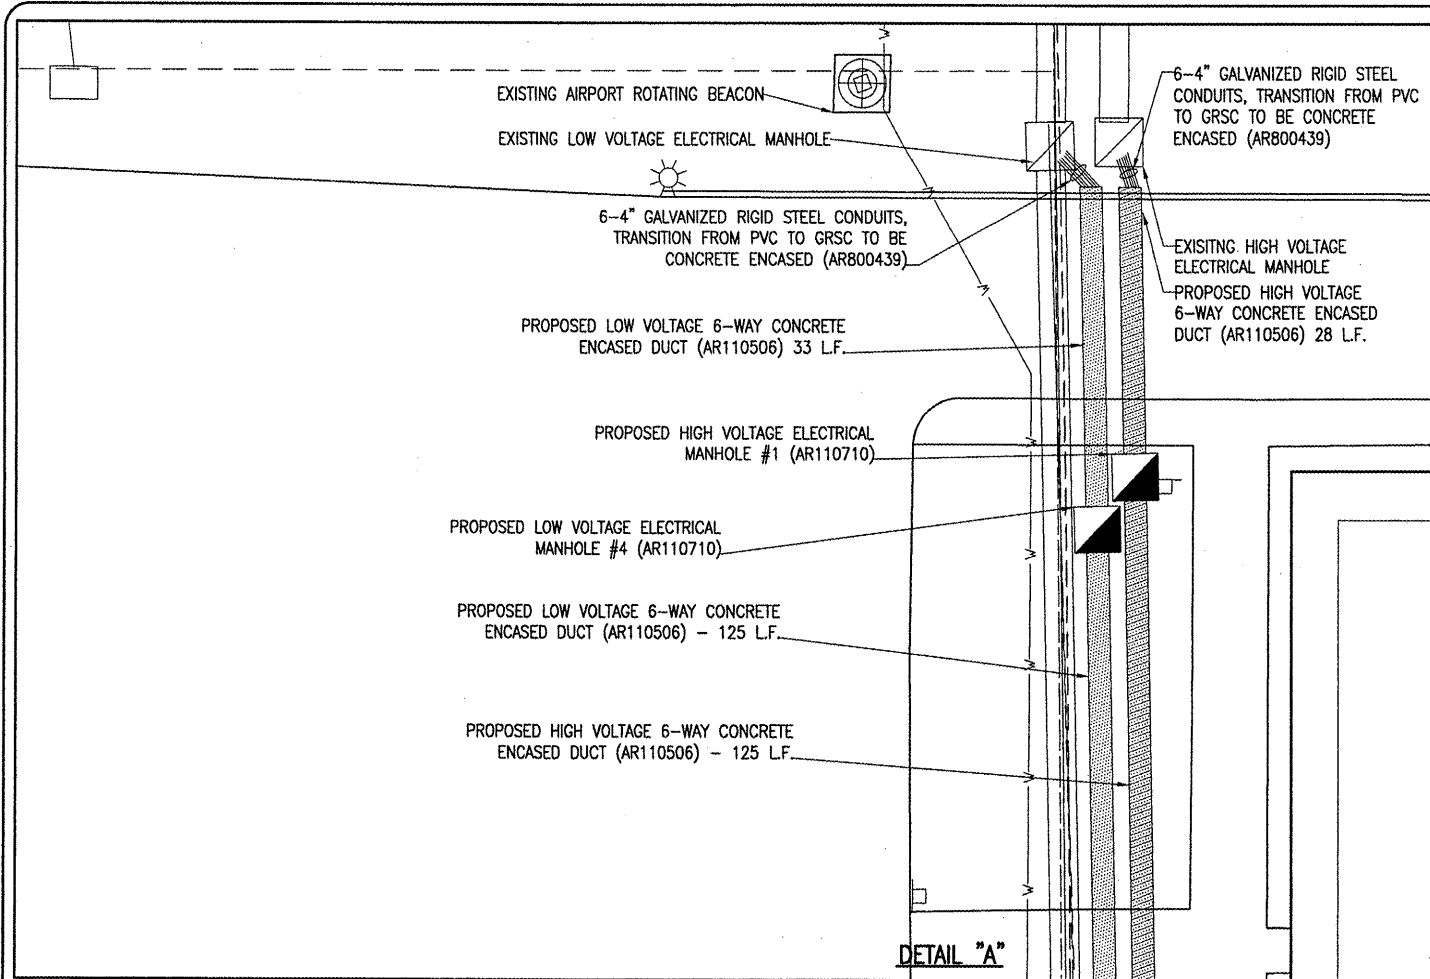 EXISTING AIRPORT ROTATING BEACON
EXISTING LOW VOLTAGE ELECTRICAL MANHOLE
6-4" GALVANIZED RIGID STEEL
CONDUITS, TRANSITION FROM PVC
TO GRSC TO BE CONCRETE
ENCASED (AR800439)
6-4" GALVANIZED RIGID STEEL CONDUITS,
TRANSITION FROM PVC TO GRSC TO BE
CONCRETE ENCASED (AR800439)
EXISITNG HIGH VOLTAGE
ELECTRICAL MANHOLE
PROPOSED HIGH VOLTAGE
6-WAY CONCRETE ENCASED
DUCT (AR110506) 28 L.F.
PROPOSED LOW VOLTAGE 6-WAY CONCRETE
ENCASED DUCT (AR110506) 33 L.F.
PROPOSED HIGH VOLTAGE ELECTRICAL
MANHOLE #1 (AR110710)
PROPOSED LOW VOLTAGE ELECTRICAL
MANHOLE #4 (AR110710)
PROPOSED LOW VOLTAGE 6-WAY CONCRETE
ENCASED DUCT (AR110506) - 125 L.F.
PROPOSED HIGH VOLTAGE 6-WAY CONCRETE
ENCASED DUCT (AR110506) - 125 L.F.
W
W
W
W
W
W
W
W
DETAIL "A"